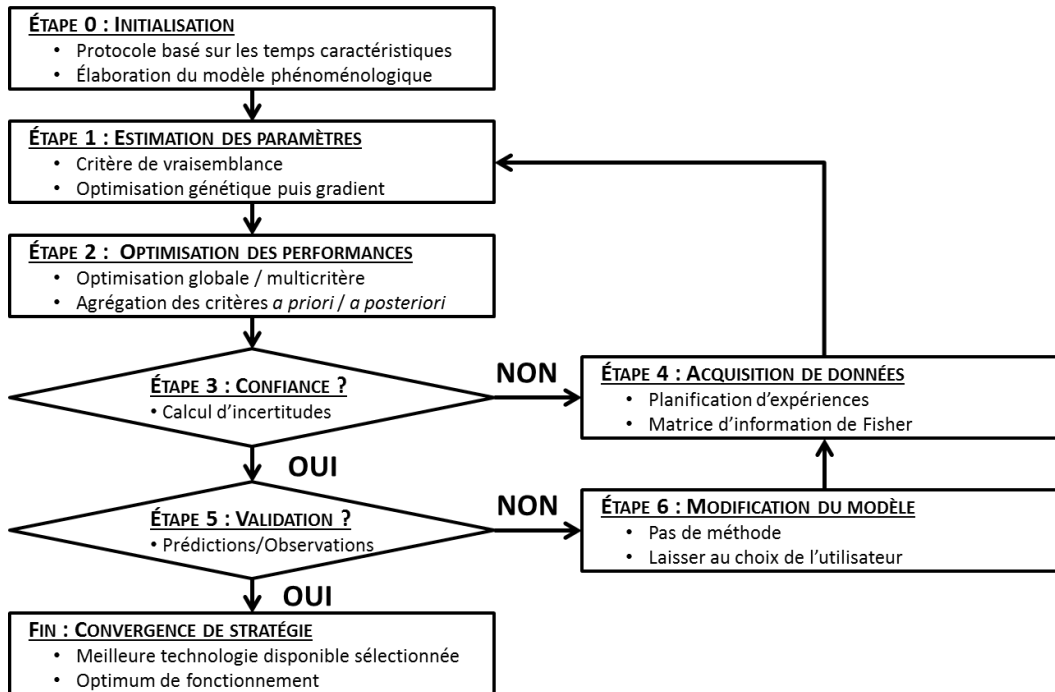 ÉTAPE 0 : INITIALISATION
• Protocole basé sur les temps caractéristiques
• Élaboration du modèle phénoménologique
ÉTAPE 1 : ESTIMATION DES PARAMÈTRES
• Critère de vraisemblance
• Optimisation génétique puis gradient
ÉTAPE 2 : OPTIMISATION DES PERFORMANCES
• Optimisation globale / multicritère
• Agrégation des critères a priori / a posteriori
ÉTAPE 3 : CONFIANCE ?
• Calcul d'incertitudes
NON
ÉTAPE 4 : ACQUISITION DE DONNÉES
• Planification d'expériences
• Matrice d'information de Fisher
OUI
ÉTAPE 5 : VALIDATION ?
• Prédictions/Observations
NON
ÉTAPE 6 : MODIFICATION DU MODÈLE
• Pas de méthode
• Laisser au choix de l'utilisateur
OUI
FIN : CONVERGENCE DE STRATÉGIE
• Meilleure technologie disponible sélectionnée
• Optimum de fonctionnement